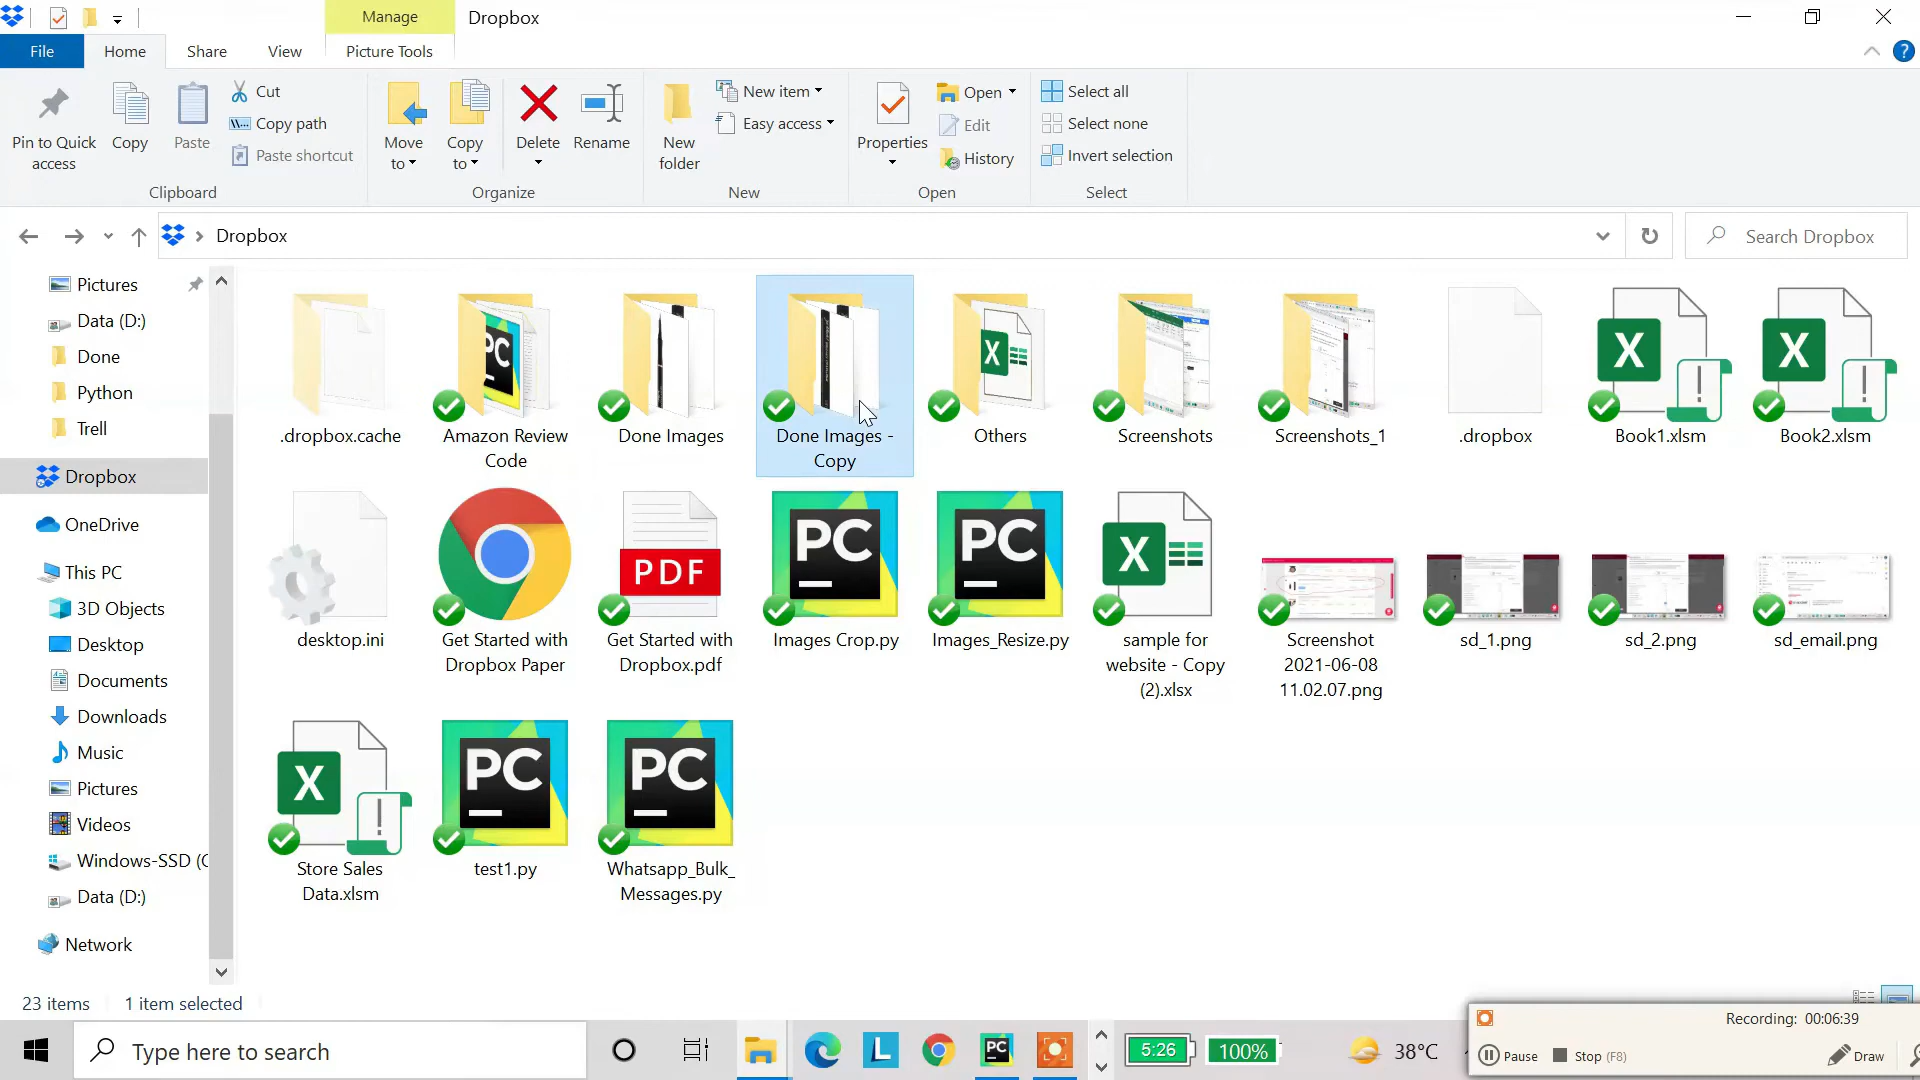 Manage
Dropbox
File
Home
Share
View
Picture Tools
Pin to Quick access
Copy
Paste
Cut
Copy path
Paste shortcut
Clipboard
Move to
Copy to
Delete
Rename
Organize
New folder
New item
Easy access
New
Properties
Open
Edit
History
Open
Select all
Select none
Invert selection
Select
Dropbox
Search Dropbox
Pictures
Data (D:)
Done
Python
Trell
Dropbox
OneDrive
This PC
3D Objects
Desktop
Documents
Downloads
Music
Pictures
Videos
Windows-SSD (C
Data (D:)
Network
.dropbox.cache
Amazon Review
Code
Done Images
Done Images -
Copy
Others
Screenshots
Screenshots_1
.dropbox
Book1.xlsm
Book2.xlsm
desktop.ini
Get Started with
Dropbox Paper
PDF
Get Started with
Dropbox.pdf
PC
Images Crop.py
PC
Images_Resize.py
sample for
website - Copy
(2).xlsx
Screenshot
2021-06-08
11.02.07.png
sd_1.png
sd_2.png
sd_email.png
Store Sales
Data.xlsm
PC
test1.py
PC
Whatsapp_Bulk_
Messages.py
23 items
1 item selected
Type here to search
5:26
100%
38°C
Recording: 00:06:39
Pause
Stop (F8)
Draw